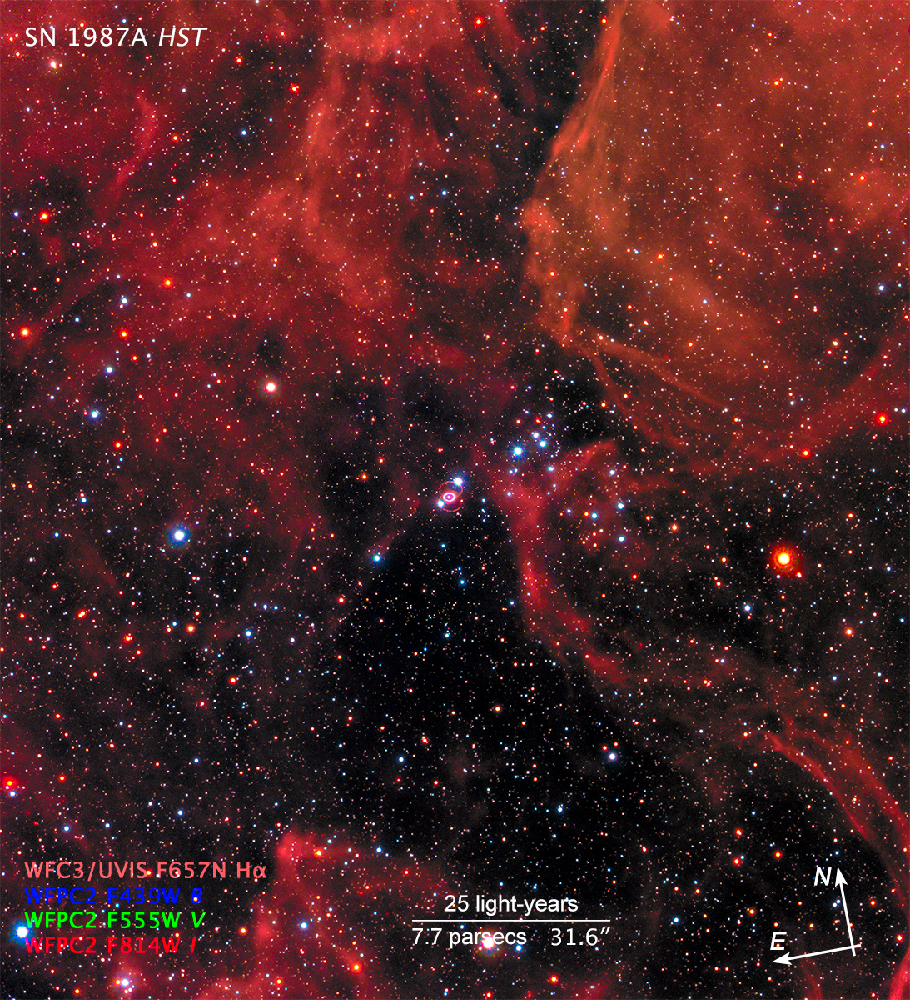 SN 1987A HST
WFC3/UVIS F657N Hα
WFPC2 F439W B
WFPC2 F555W V
WFPC2 F814W I
25 light-years
7.7 parsecs 31.6″
N
E